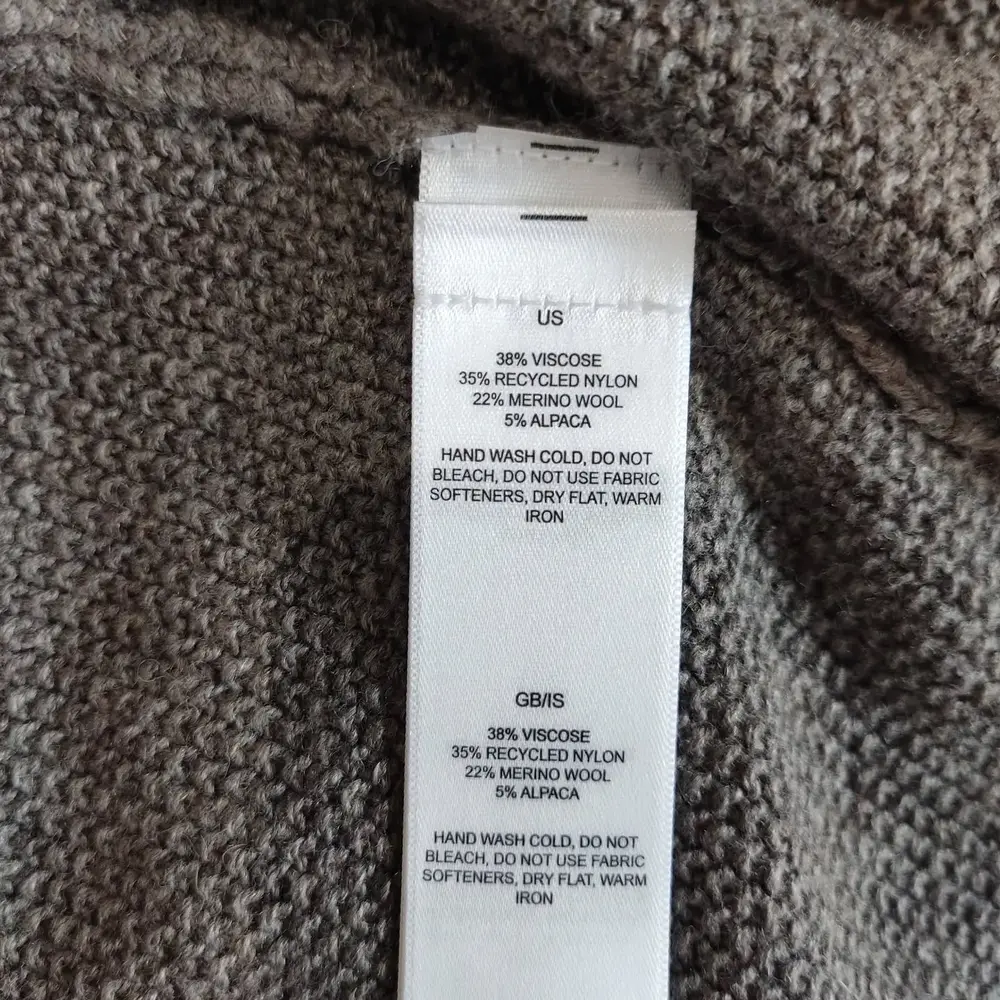 US
38% VISCOSE
35% RECYCLED NYLON
22% MERINO WOOL
5% ALPACA
HAND WASH COLD, DO NOT
BLEACH, DO NOT USE FABRIC
SOFTENERS, DRY FLAT, WARM
IRON
GB/IS
38% VISCOSE
35% RECYCLED NYLON
22% MERINO WOOL
5% ALPACA
HAND WASH COLD, DO NOT
BLEACH, DO NOT USE FABRIC
SOFTENERS, DRY FLAT, WARM
IRON